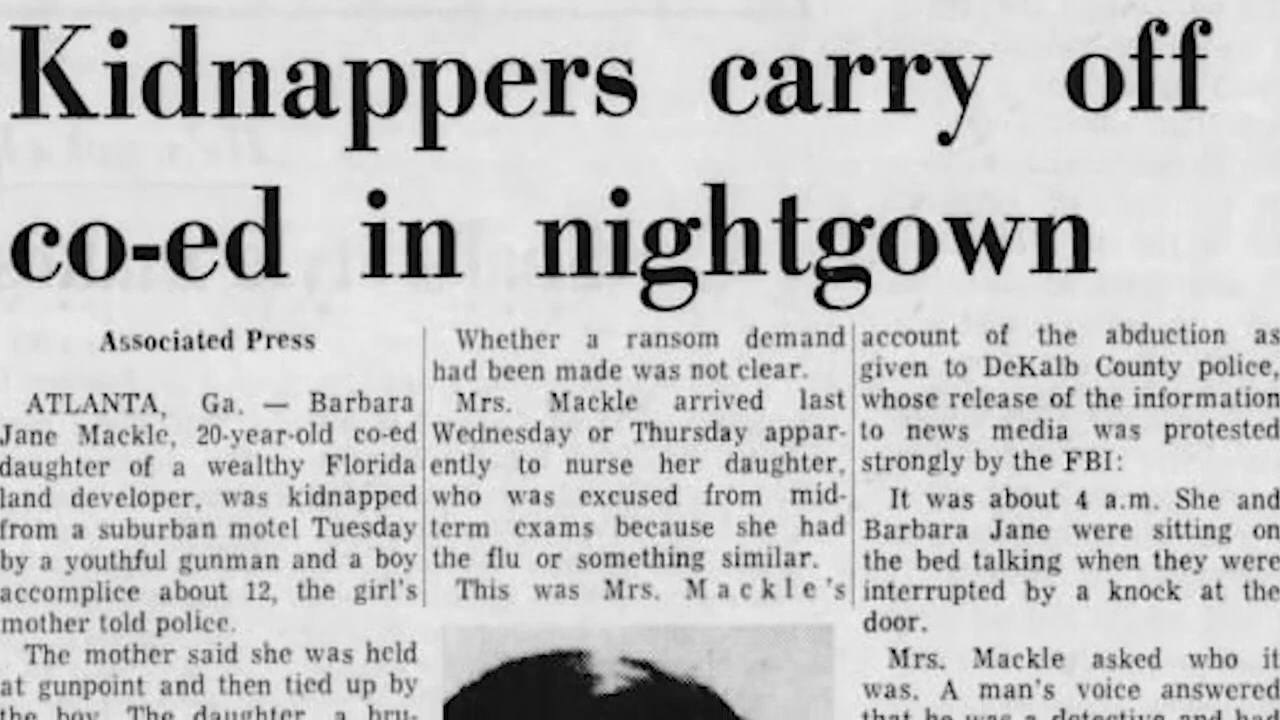 Kidnappers carry off
co-ed in nightgown
Associated Press
ATLANTA, Ga. — Barbara
Jane Mackle, 20-year-old co-ed
daughter of a wealthy Florida
land developer, was kidnapped
from a suburban motel Tuesday
by a youthful gunman and a boy
accomplice about 12, the girl's
mother told police.
The mother said she was held
at gunpoint and then tied up by
the boy. The daughter, a bru-
Whether a ransom demand
had been made was not clear.
Mrs. Mackle arrived last
Wednesday or Thursday appar-
ently to nurse her daughter,
who was excused from mid-
term exams because she had
the flu or something similar.
This was Mrs. Mackle's
account of the abduction as
given to DeKalb County police,
whose release of the information
to news media was protested
strongly by the FBI:
It was about 4 a.m. She and
Barbara Jane were sitting on
the bed talking when they were
interrupted by a knock at the
door.
Mrs. Mackle asked who it
was. A man's voice answered
that he was a detective and had